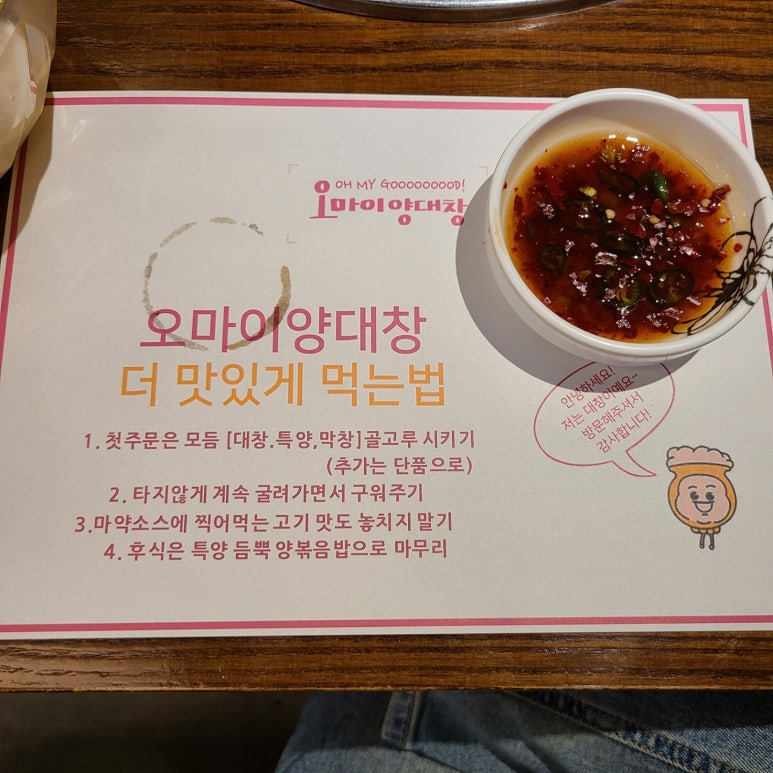 OH MY GOOOOOOOOD!
오마이양대창
오마이양대창
더 맛있게 먹는법
1. 첫주문은 모듬 [대창.특양,막창]골고루 시키기
(추가는 단품으로)
2. 타지않게 계속 굴려가면서 구워주기
3.마약소스에 찍어먹는 고기 맛도 놓치지 말기
4. 후식은 특양 듬뿍 양볶음밥으로 마무리
안녕하세요!
저는 대창이예요~
방문해주셔서
감사합니다!